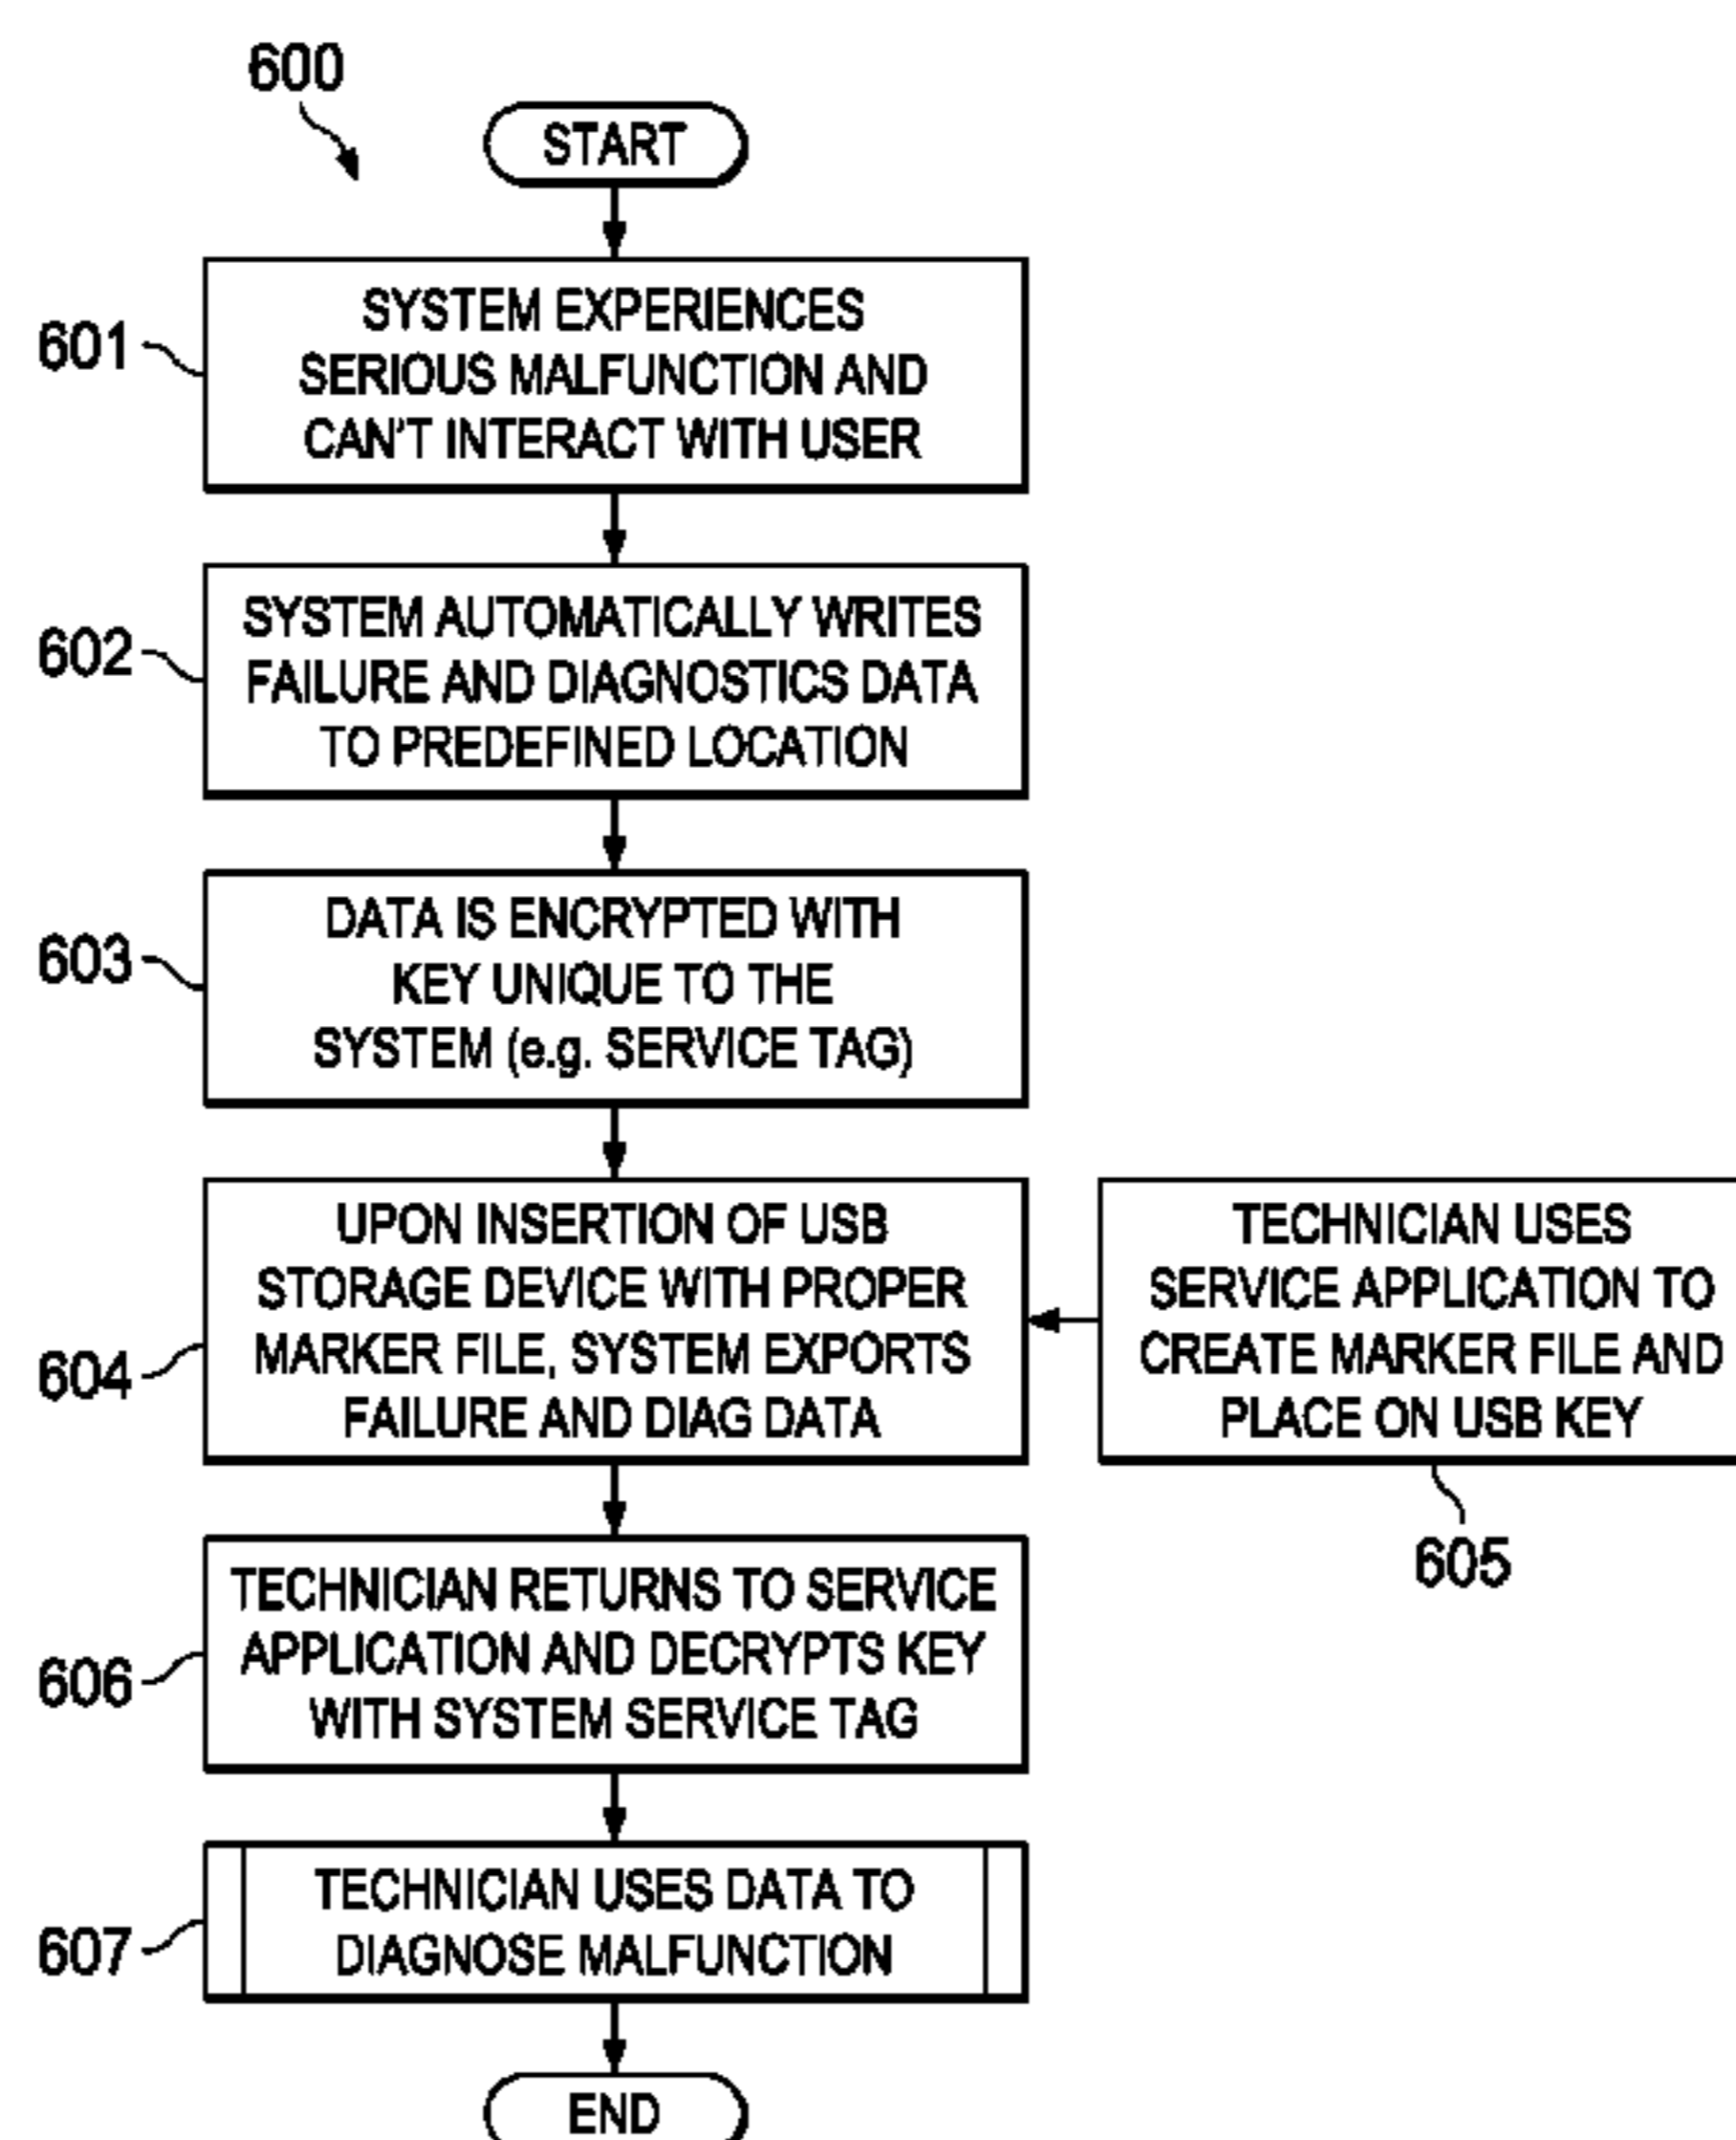 600
START
601
SYSTEM EXPERIENCES
SERIOUS MALFUNCTION AND
CAN'T INTERACT WITH USER
602
SYSTEM AUTOMATICALLY WRITES
FAILURE AND DIAGNOSTICS DATA
TO PREDEFINED LOCATION
603
DATA IS ENCRYPTED WITH
KEY UNIQUE TO THE
SYSTEM (e.g. SERVICE TAG)
604
UPON INSERTION OF USB
STORAGE DEVICE WITH PROPER
MARKER FILE, SYSTEM EXPORTS
FAILURE AND DIAG DATA
TECHNICIAN USES
SERVICE APPLICATION TO
CREATE MARKER FILE AND
PLACE ON USB KEY
605
606
TECHNICIAN RETURNS TO SERVICE
APPLICATION AND DECRYPTS KEY
WITH SYSTEM SERVICE TAG
607
TECHNICIAN USES DATA TO
DIAGNOSE MALFUNCTION
END